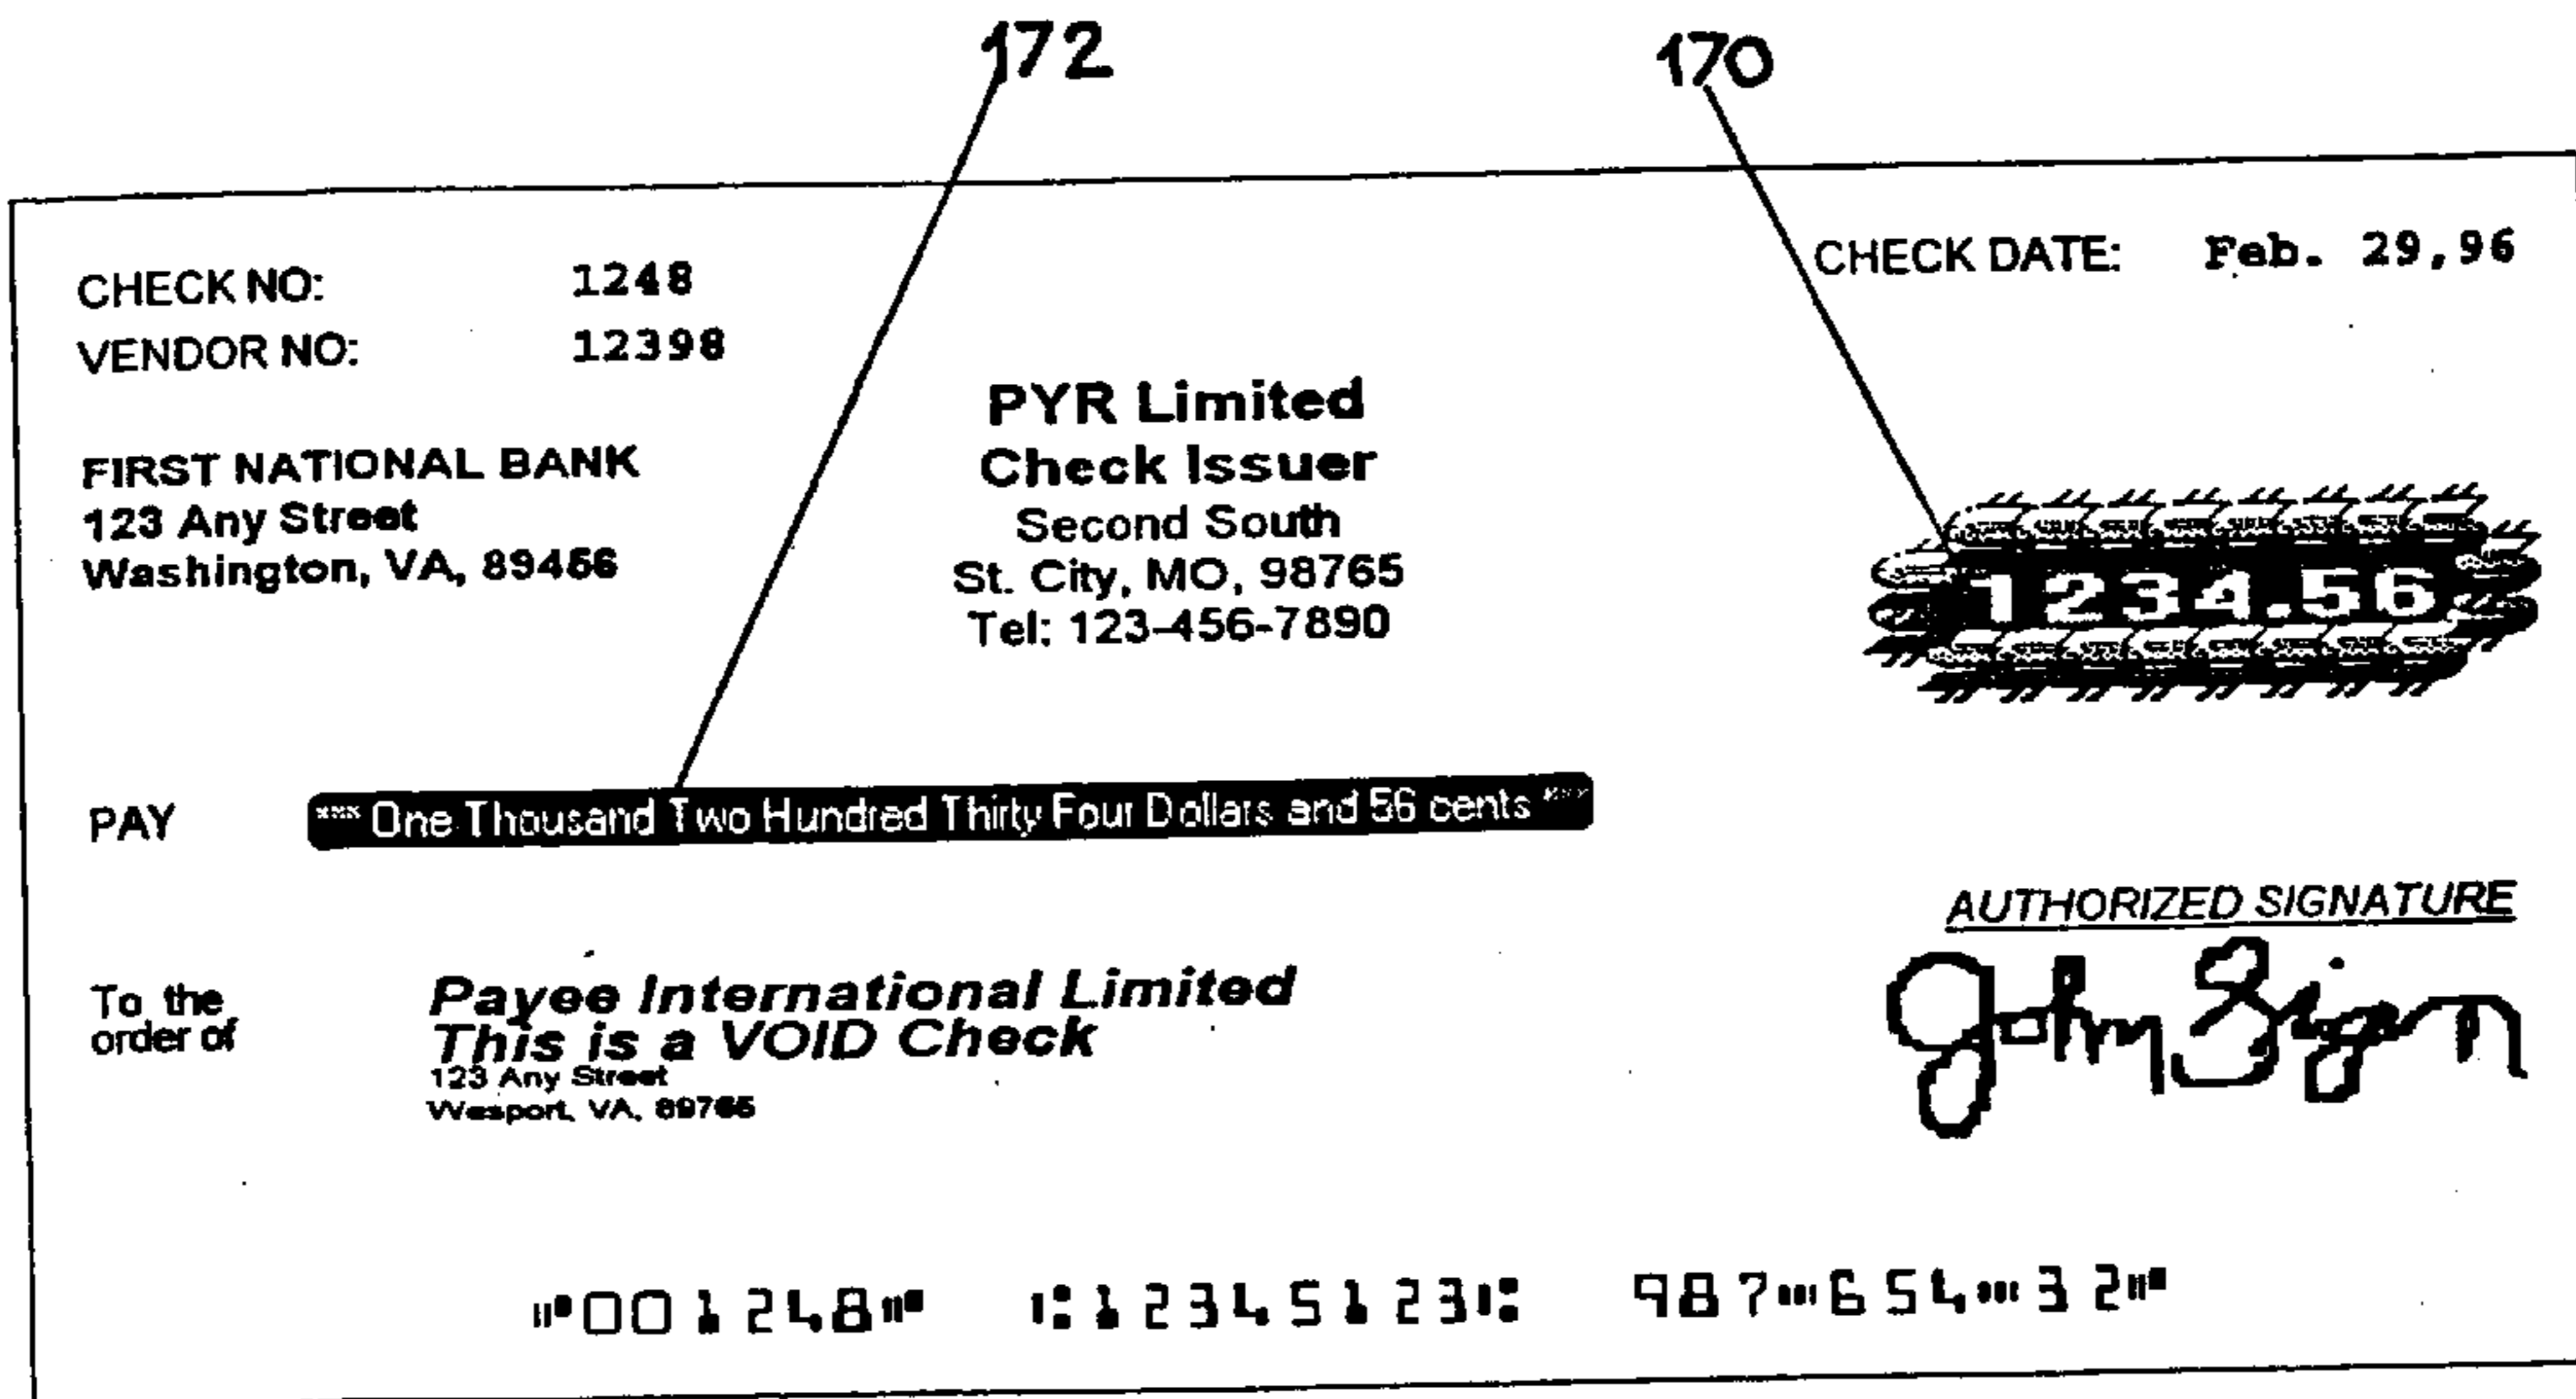 172
170
CHECK NO: 1248
CHECK DATE: Feb. 29,96
VENDOR NO: 12398
PYR Limited
Check Issuer
Second South
St. City, MO, 98765
Tel: 123-456-7890
FIRST NATIONAL BANK
123 Any Street
Washington, VA, 89456
1234.56
PAY *** One Thousand Two Hundred Thirty Four Dollars and 56 cents ***
AUTHORIZED SIGNATURE
John Sign
To the
order of
Payee International Limited
This is a VOID Check
123 Any Street
Wesport, VA, 89765
⑈001248⑈ ⑆12345123⑆ 987⑉654⑉32⑈